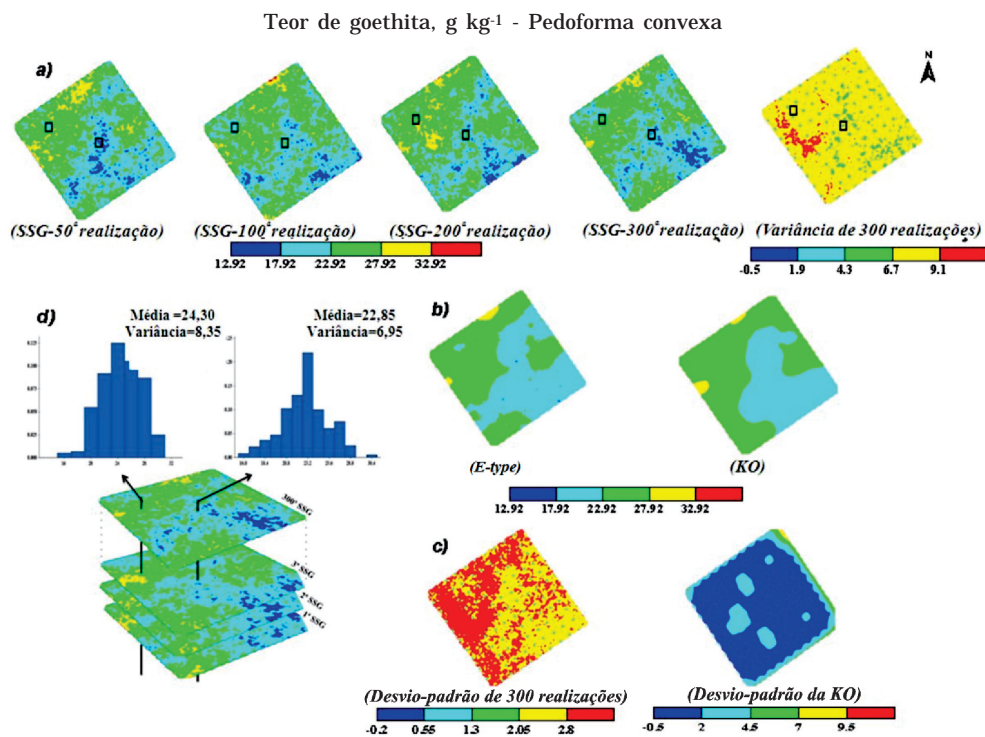 Teor de goethita, g kg-1 - Pedoforma convexa
a)
N
(SSG-50ª realização)
(SSG-100ª realização)
(SSG-200ª realização)
(SSG-300ª realização)
(Variância de 300 realizações)
12.92 17.92 22.92 27.92 32.92
-0.5 1.9 4.3 6.7 9.1
d)
Média =24,30
Variância=8,35
Média=22,85
Variância=6,95
300ª SSG
3ª SSG
2ª SSG
1ª SSG
b)
(E-type)
(KO)
12.92 17.92 22.92 27.92 32.92
c)
(Desvio-padrão de 300 realizações)
(Desvio-padrão da KO)
-0.2 0.55 1.3 2.05 2.8
-0.5 2 4.5 7 9.5